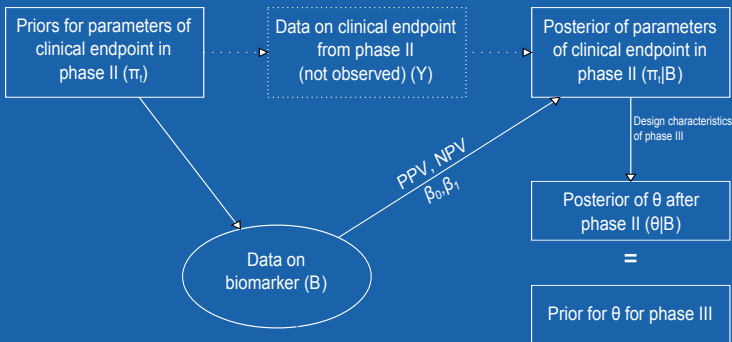 Priors for parameters of
clinical endpoint in
phase II (πt)
Data on clinical endpoint
from phase II
(not observed) (Y)
Posterior of parameters
of clinical endpoint in
phase II (πt|B)
Design characteristics
of phase III
PPV, NPV
β0,β1
Posterior of θ after
phase II (θ|B)
=
Data on
biomarker (B)
Prior for θ for phase III